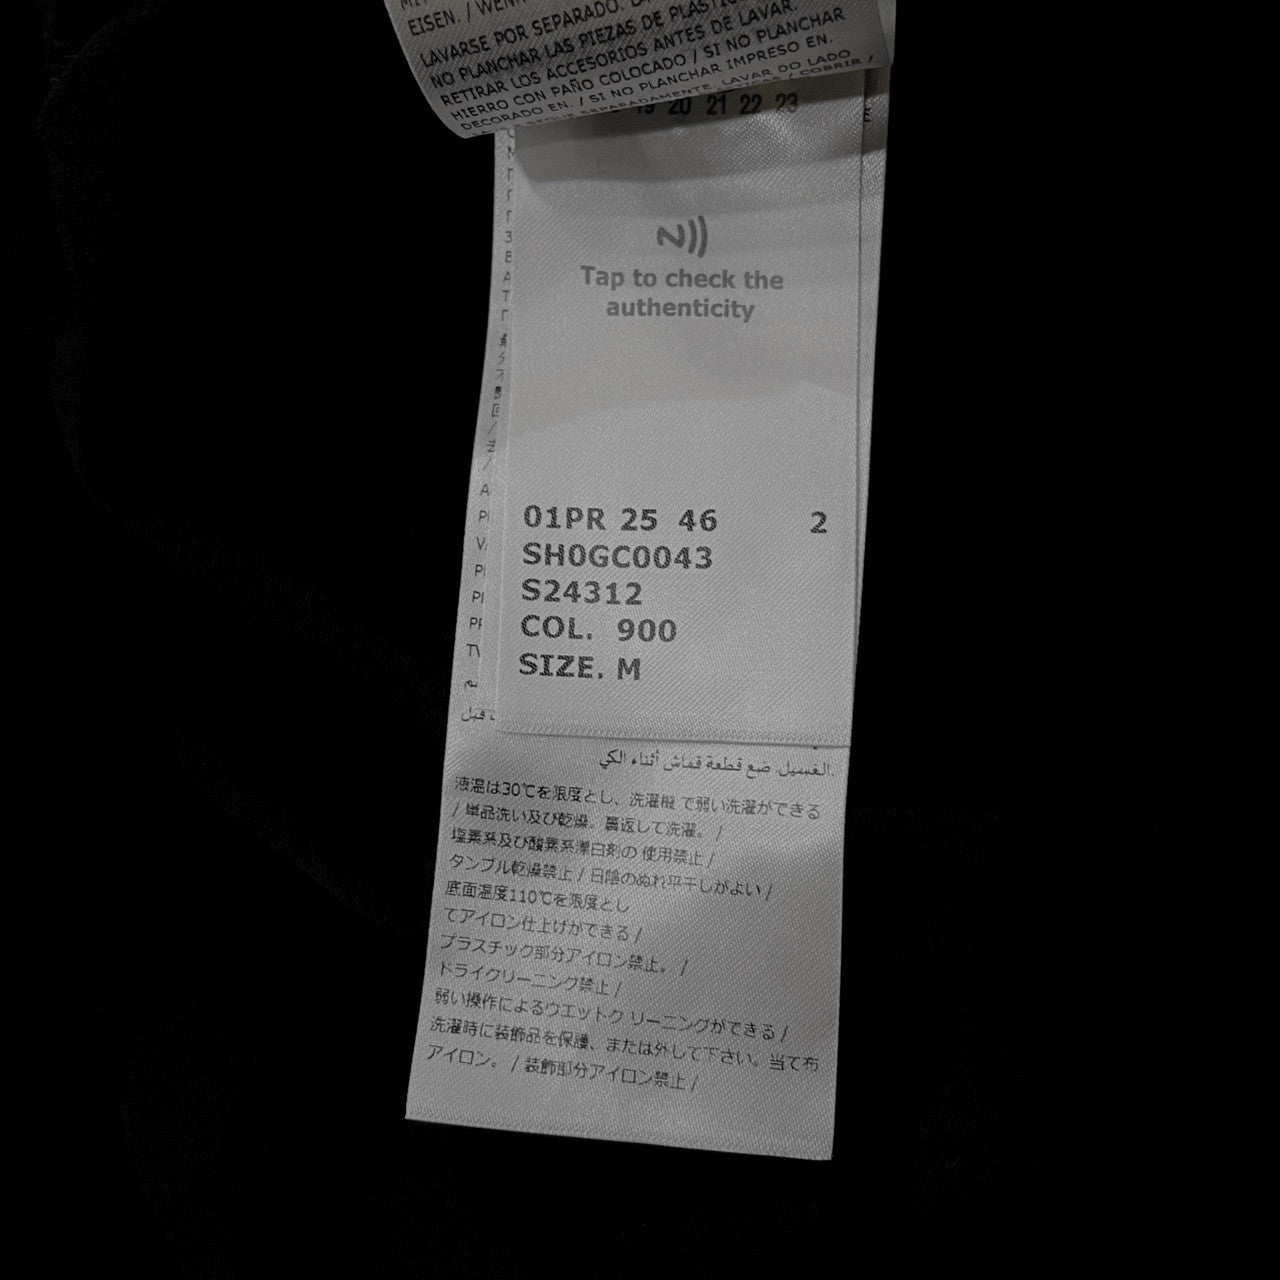 EISEN. / WENN
LAVARSE POR SEPARADO.
NO PLANCHAR LAS PIEZAS DE PLÁSTIC
RETIRAR LOS ACCESORIOS ANTES DE LAVAR.
HIERRO CON PAÑO COLOCADO / SI NO PLANCHAR
DECORADO EN. / SI NO PLANCHAR IMPRESO EN.
SEPARADAMENTE. LAVAR DO LADO
/ COBRIR /
19 20 21 22 23
N
Tap to check the
authenticity
01PR 25 46 2
SH0GC0043
S24312
COL. 900
SIZE. M
قبل
الغسيل. ضع قطعة قماش أثناء الكي.
液温は30℃を限度とし、洗濯機 で弱い洗濯ができる
/ 単品洗い及び乾燥。裏返して洗濯。 /
塩素系及び酸素系漂白剤の 使用禁止 /
タンブル乾燥禁止 / 日陰のぬれ平干しがよい /
底面温度110℃を限度とし
てアイロン仕上げができる /
プラスチック部分アイロン禁止。 /
ドライクリーニング禁止 /
弱い操作によるウエットク リーニングができる /
洗濯時に装飾品を保護、または外して下さい。当て布
アイロン。 / 装飾部分アイロン禁止 /